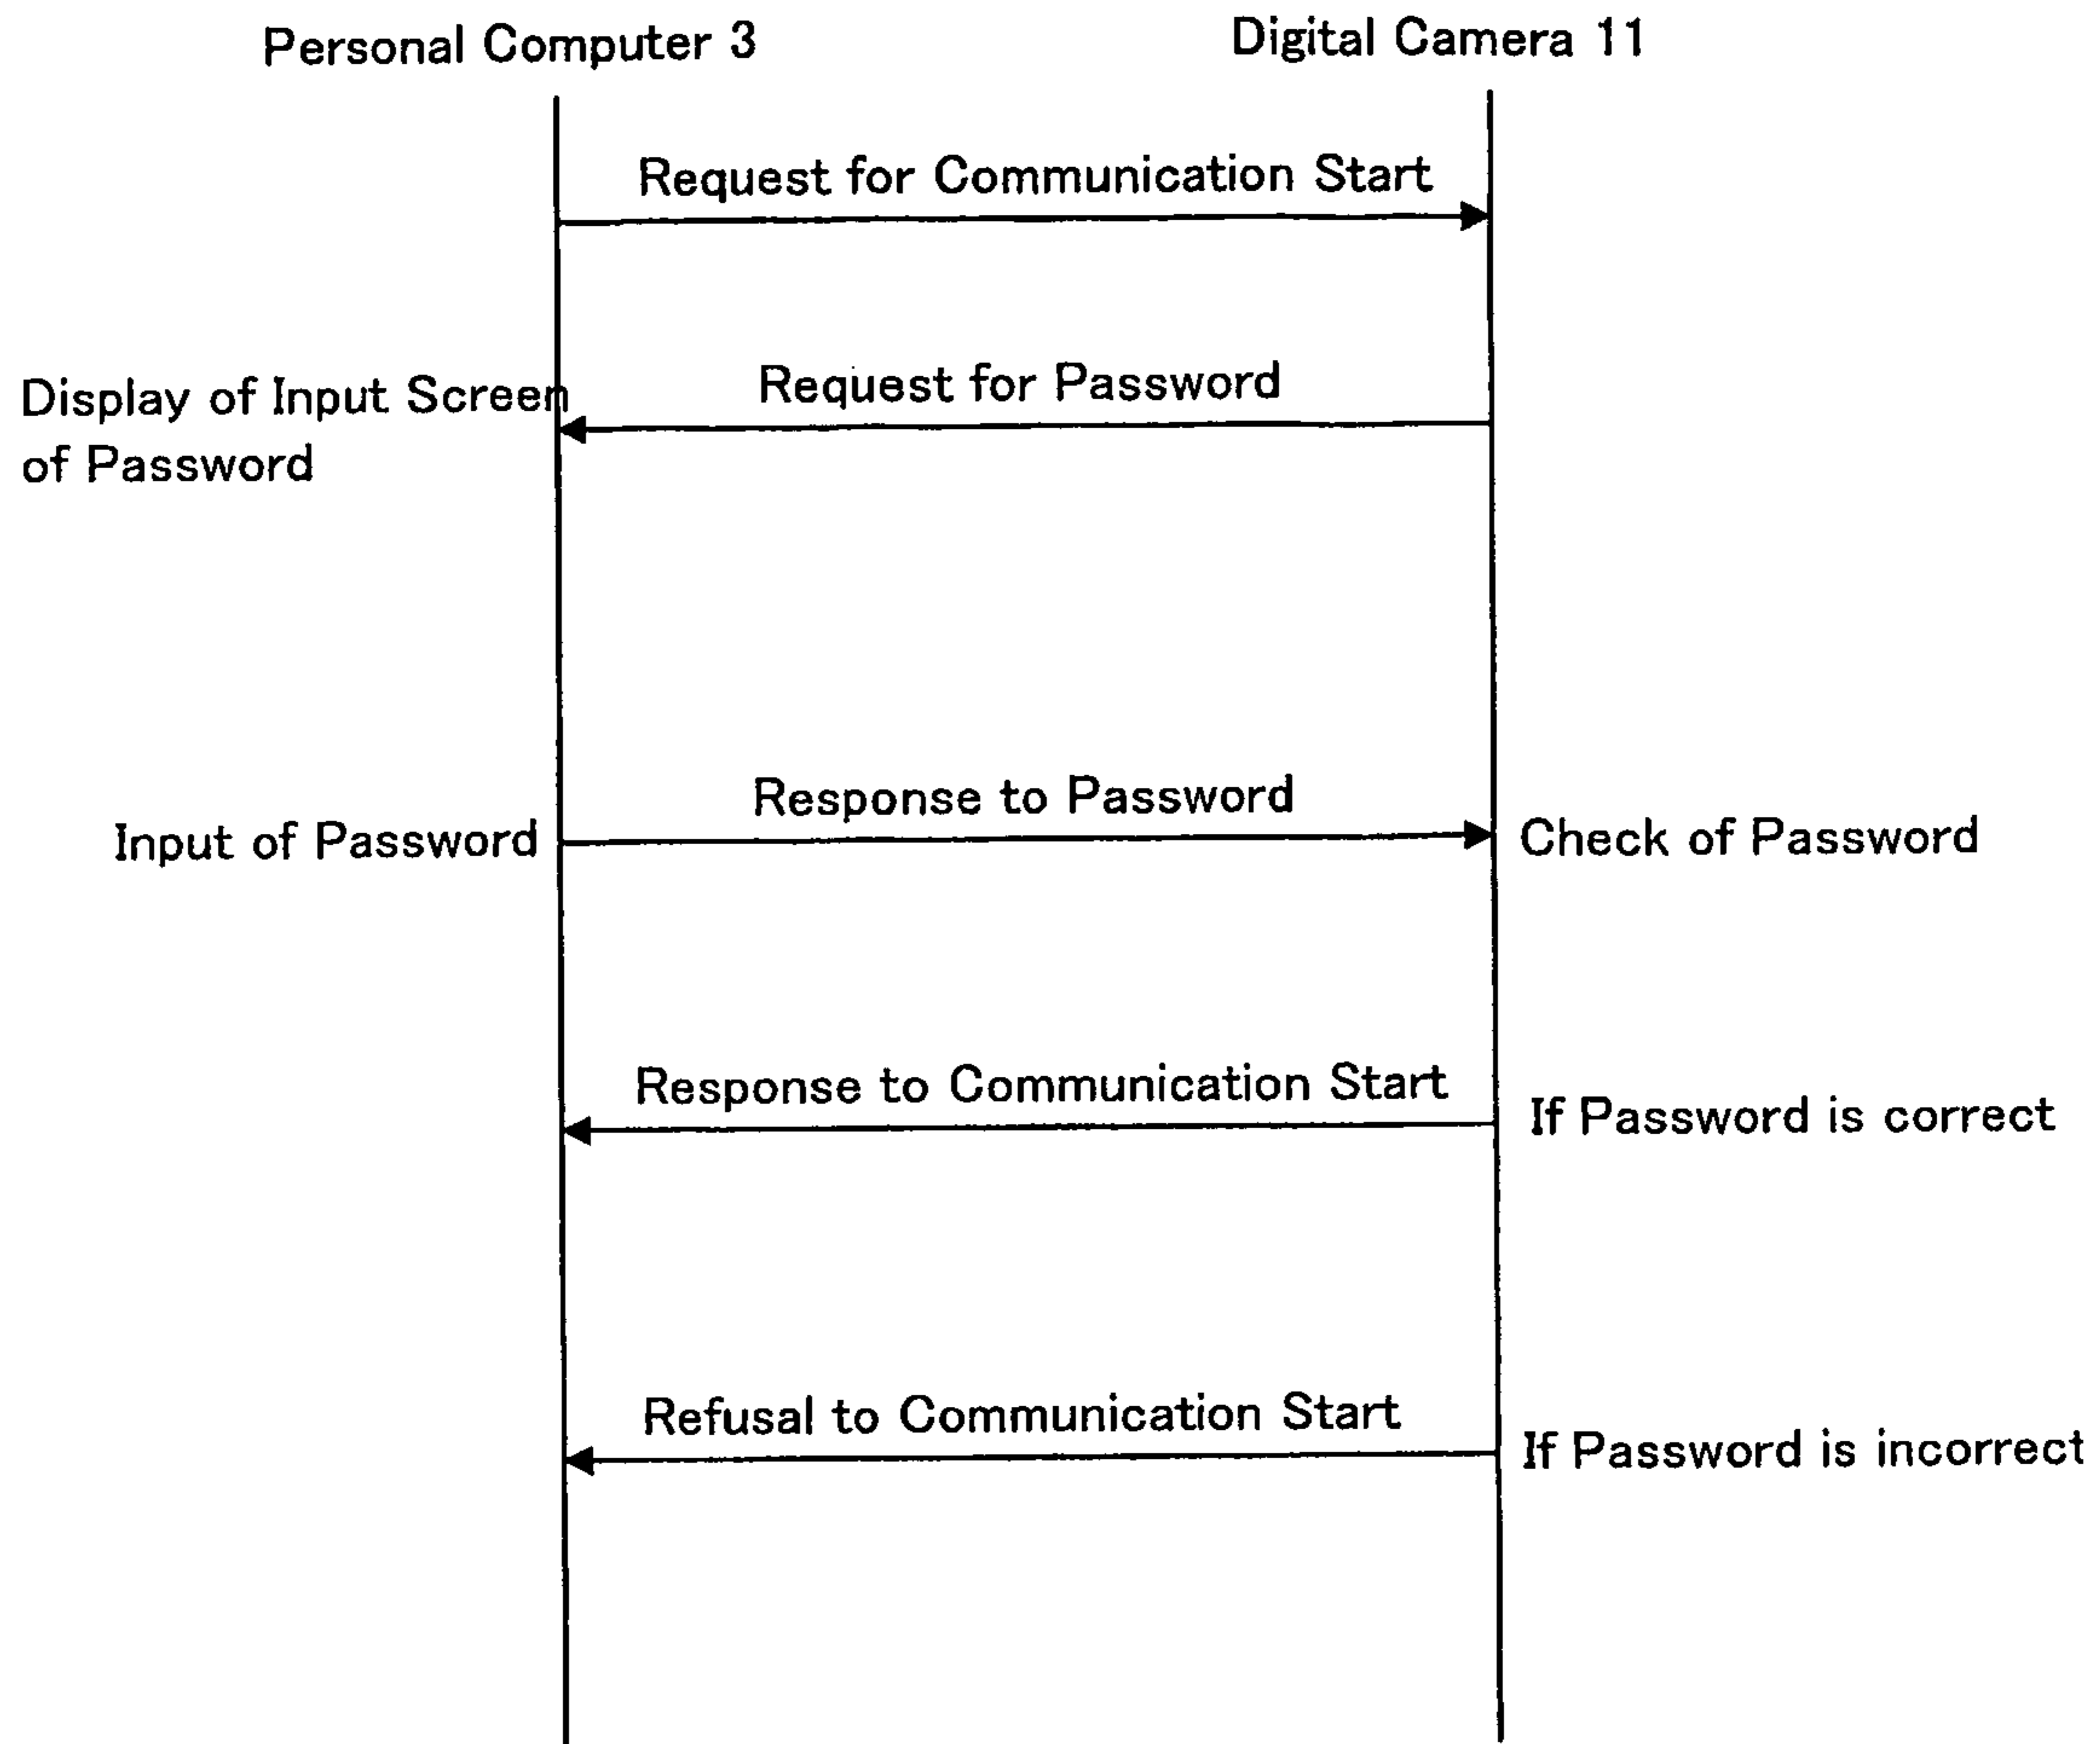 Personal Computer 3
Digital Camera 11
Request for Communication Start
Request for Password
Display of Input Screen
of Password
Response to Password
Input of Password
Check of Password
Response to Communication Start
If Password is correct
Refusal to Communication Start
If Password is incorrect